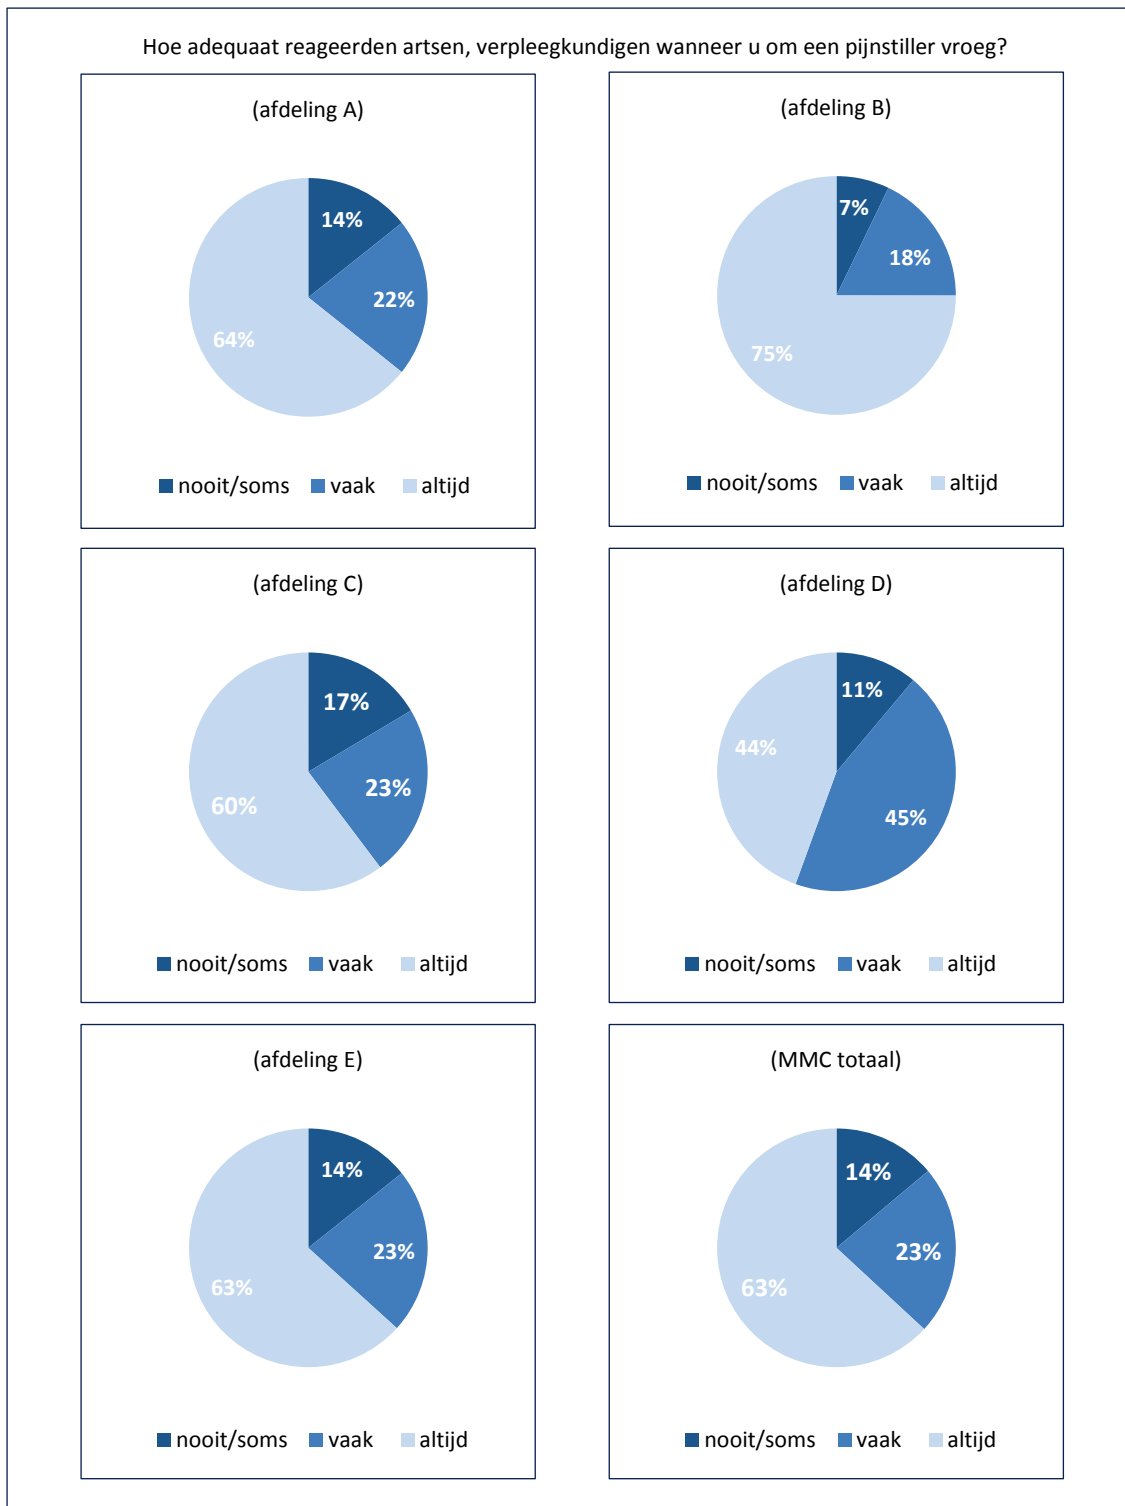 Hoe adequaat reageerden artsen, verpleegkundigen wanneer u om een pijnstiller vroeg?
(afdeling A)
14%
22%
64%
nooit/soms vaak altijd
(afdeling B)
7%
18%
75%
nooit/soms vaak altijd
(afdeling C)
17%
23%
60%
nooit/soms vaak altijd
(afdeling D)
11%
44%
45%
nooit/soms vaak altijd
(afdeling E)
14%
23%
63%
nooit/soms vaak altijd
(MMC totaal)
14%
23%
63%
nooit/soms vaak altijd